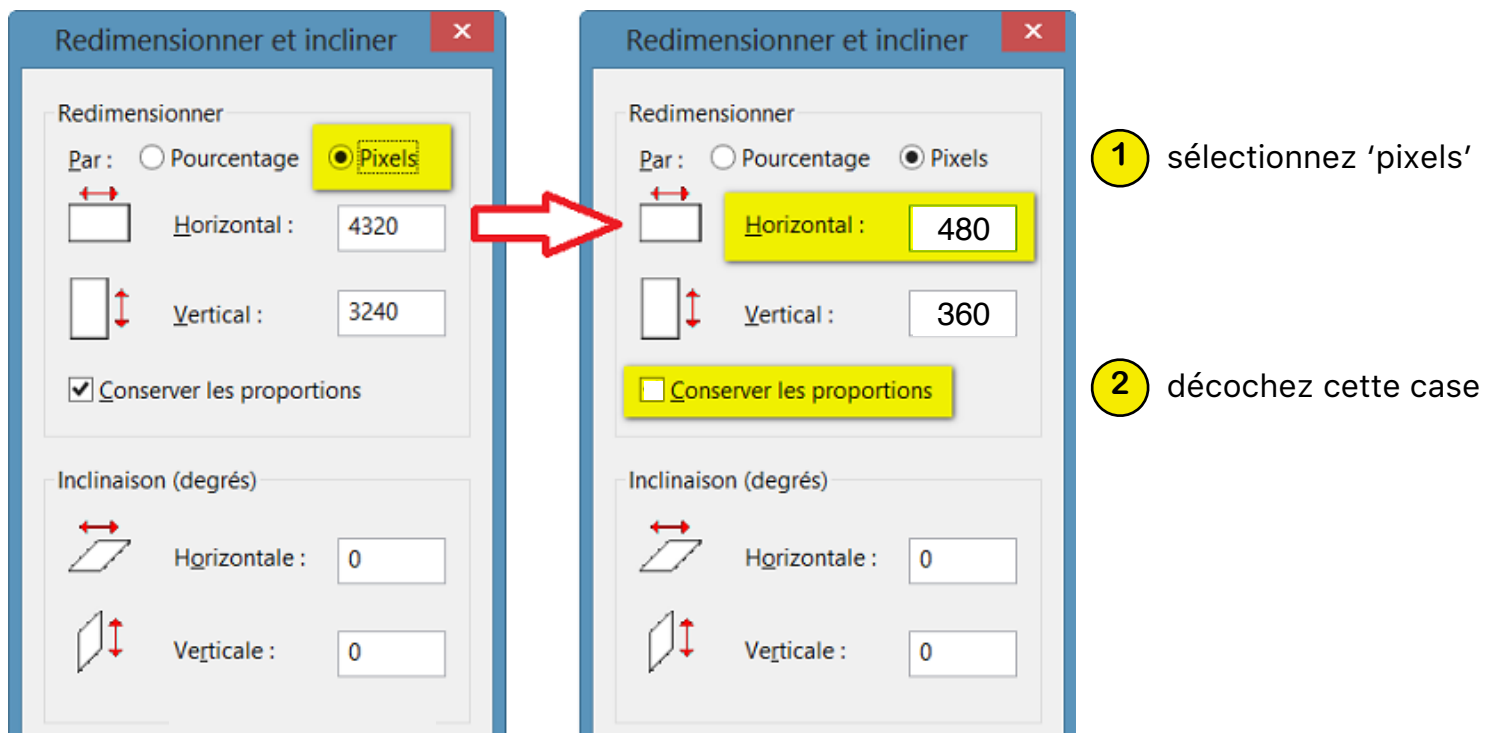 Redimensionner et incliner
Redimensionner
Par : Pourcentage Pixels
Horizontal : 4320
Vertical : 3240
Conserver les proportions
Inclinaison (degrés)
Horizontale : 0
Verticale : 0
Redimensionner et incliner
Redimensionner
Par : Pourcentage Pixels
Horizontal : 480
Vertical : 360
Conserver les proportions
Inclinaison (degrés)
Horizontale : 0
Verticale : 0
1 sélectionnez ‘pixels’
2 décochez cette case